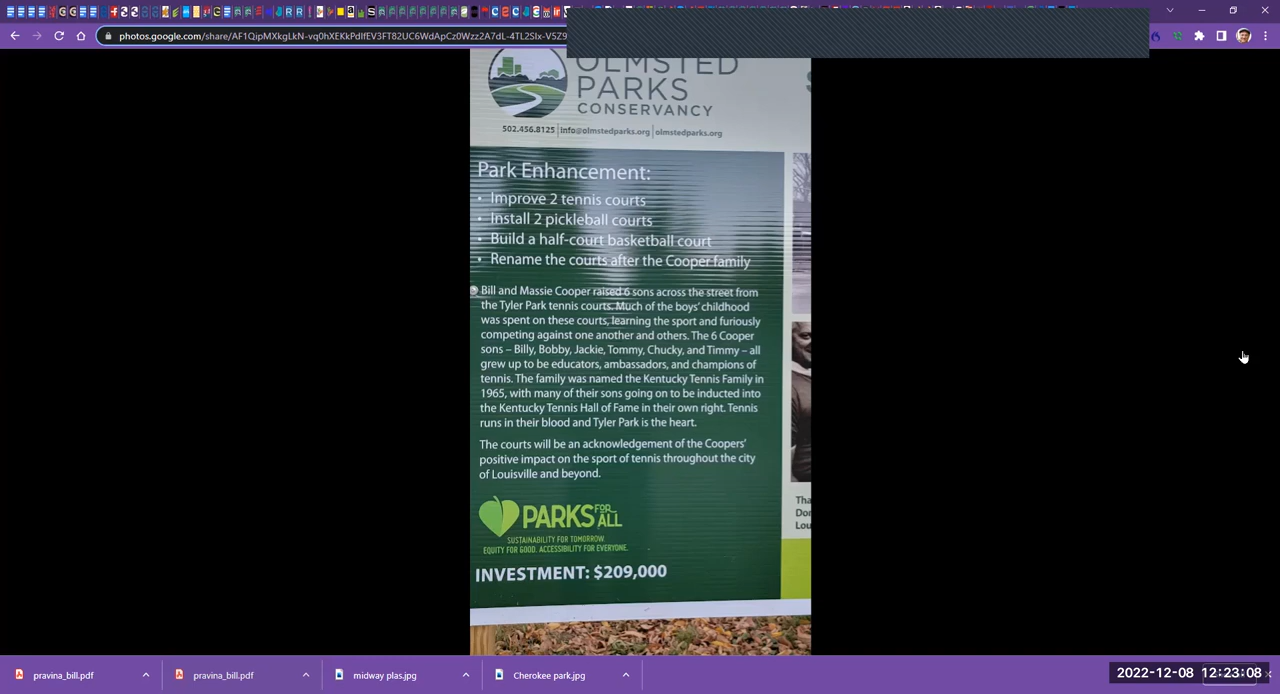 photos.google.com/share/AF1QipMXkgLkN-vq0hXEKkPdIfEV3FT82UC6WdApCz0Wzz2A7dL-4TL2SIx-V5Z9
OLMSTED
PARKS
CONSERVANCY
502.456.8125 | info@olmstedparks.org | olmstedparks.org
Park Enhancement:
• Improve 2 tennis courts
• Install 2 pickleball courts
• Build a half-court basketball court
• Rename the courts after the Cooper family
Bill and Massie Cooper raised 6 sons across the street from
the Tyler Park tennis courts. Much of the boys' childhood
was spent on these courts, learning the sport and furiously
competing against one another and others. The 6 Cooper
sons – Billy, Bobby, Jackie, Tommy, Chucky, and Timmy – all
grew up to be educators, ambassadors, and champions of
tennis. The family was named the Kentucky Tennis Family in
1965, with many of their sons going on to be inducted into
the Kentucky Tennis Hall of Fame in their own right. Tennis
runs in their blood and Tyler Park is the heart.
The courts will be an acknowledgement of the Coopers'
positive impact on the sport of tennis throughout the city
of Louisville and beyond.
PARKS FOR ALL
SUSTAINABILITY FOR TOMORROW.
EQUITY FOR GOOD. ACCESSIBILITY FOR EVERYONE.
INVESTMENT: $209,000
Tha
Don
Lou
pravina_bill.pdf
pravina_bill.pdf
midway plas.jpg
Cherokee park.jpg
2022-12-08 12:23:08